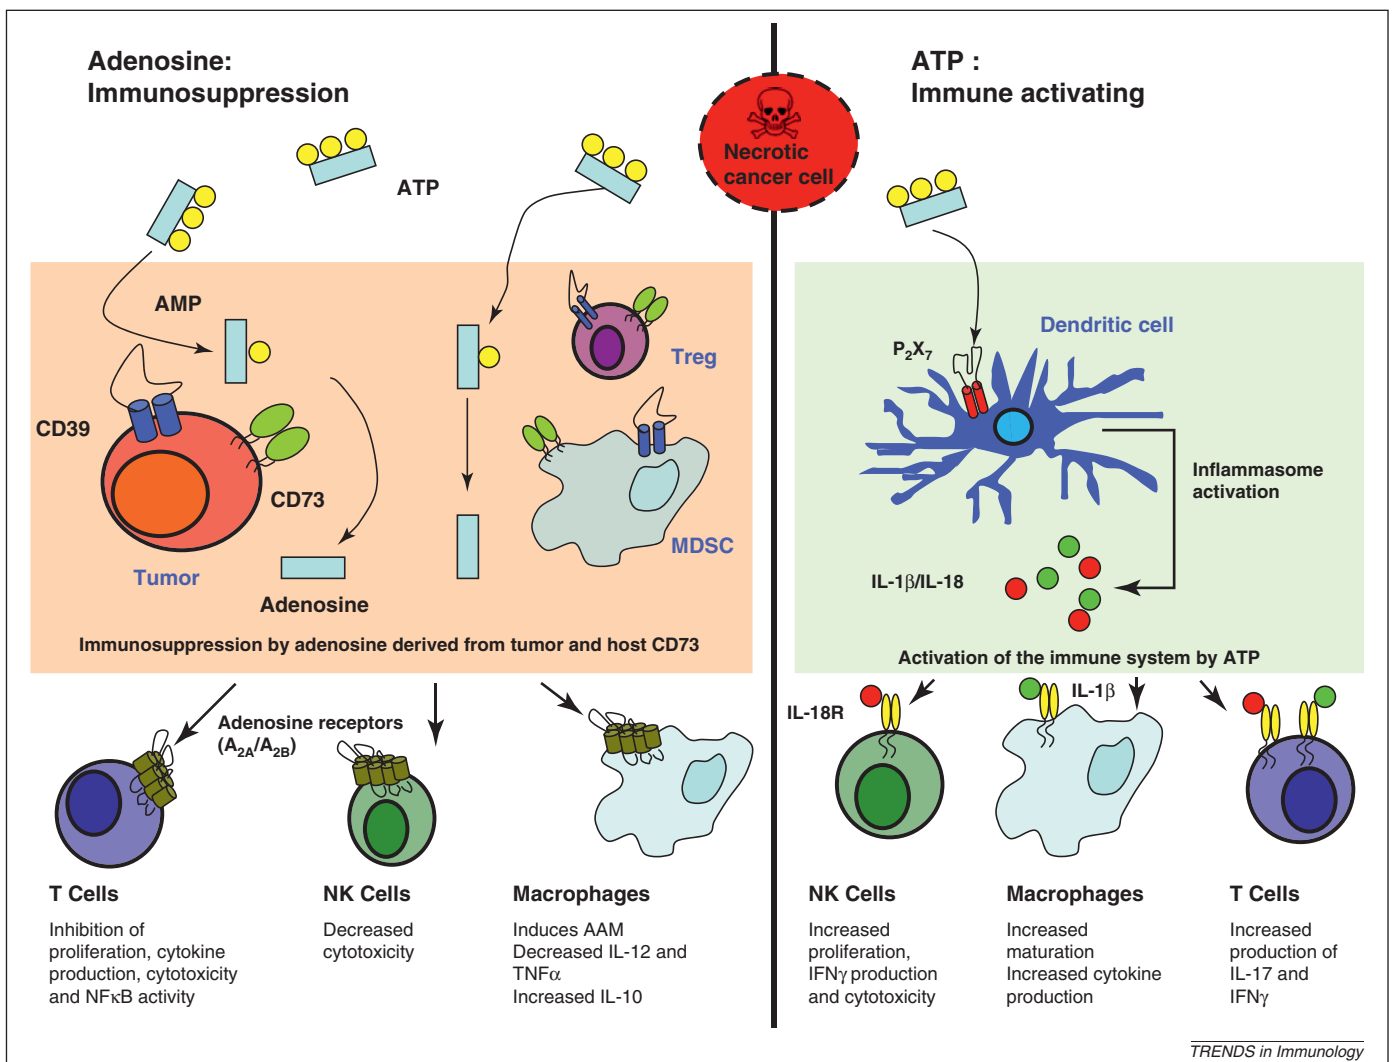 Adenosine:
Immunosuppression
ATP :
Immune activating
Necrotic
cancer cell
ATP
AMP
CD39
CD73
Tumor
Adenosine
Treg
MDSC
Immunosuppression by adenosine derived from tumor and host CD73
Dendritic cell
P₂X₇
Inflammasome
activation
IL-1β/IL-18
Activation of the immune system by ATP
Adenosine receptors
(A₂A/A₂B)
IL-18R
IL-1β
T Cells
Inhibition of
proliferation, cytokine
production, cytotoxicity
and NFκB activity
NK Cells
Decreased
cytotoxicity
Macrophages
Induces AAM
Decreased IL-12 and
TNFα
Increased IL-10
NK Cells
Increased
proliferation,
IFNγ production
and cytotoxicity
Macrophages
Increased
maturation
Increased cytokine
production
T Cells
Increased
production of
IL-17 and
IFNγ
TRENDS in Immunology